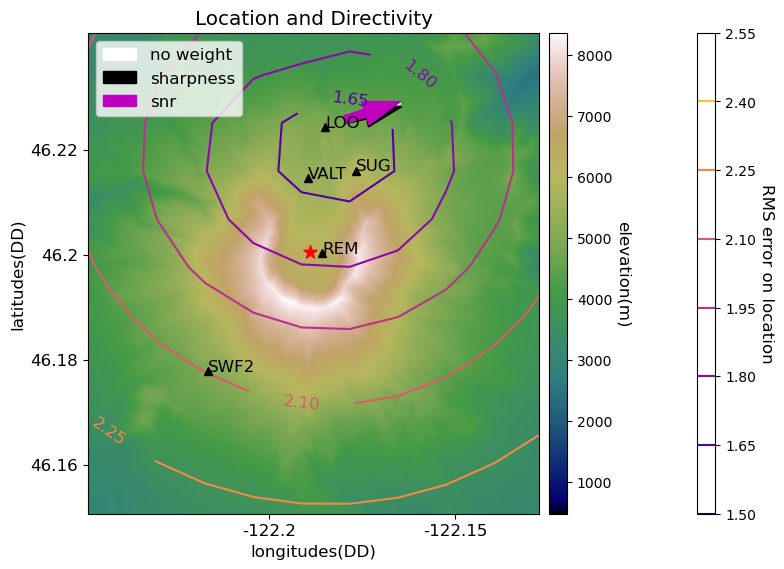 Location and Directivity
no weight
sharpness
snr
1.80
1.65
LOO
VALT
SUG
REM
SWF2
2.10
2.25
46.22
46.2
46.18
46.16
latitudes(DD)
-122.2
-122.15
longitudes(DD)
8000
7000
6000
5000
4000
3000
2000
1000
elevation(m)
2.55
2.40
2.25
2.10
1.95
1.80
1.65
1.50
RMS error on location